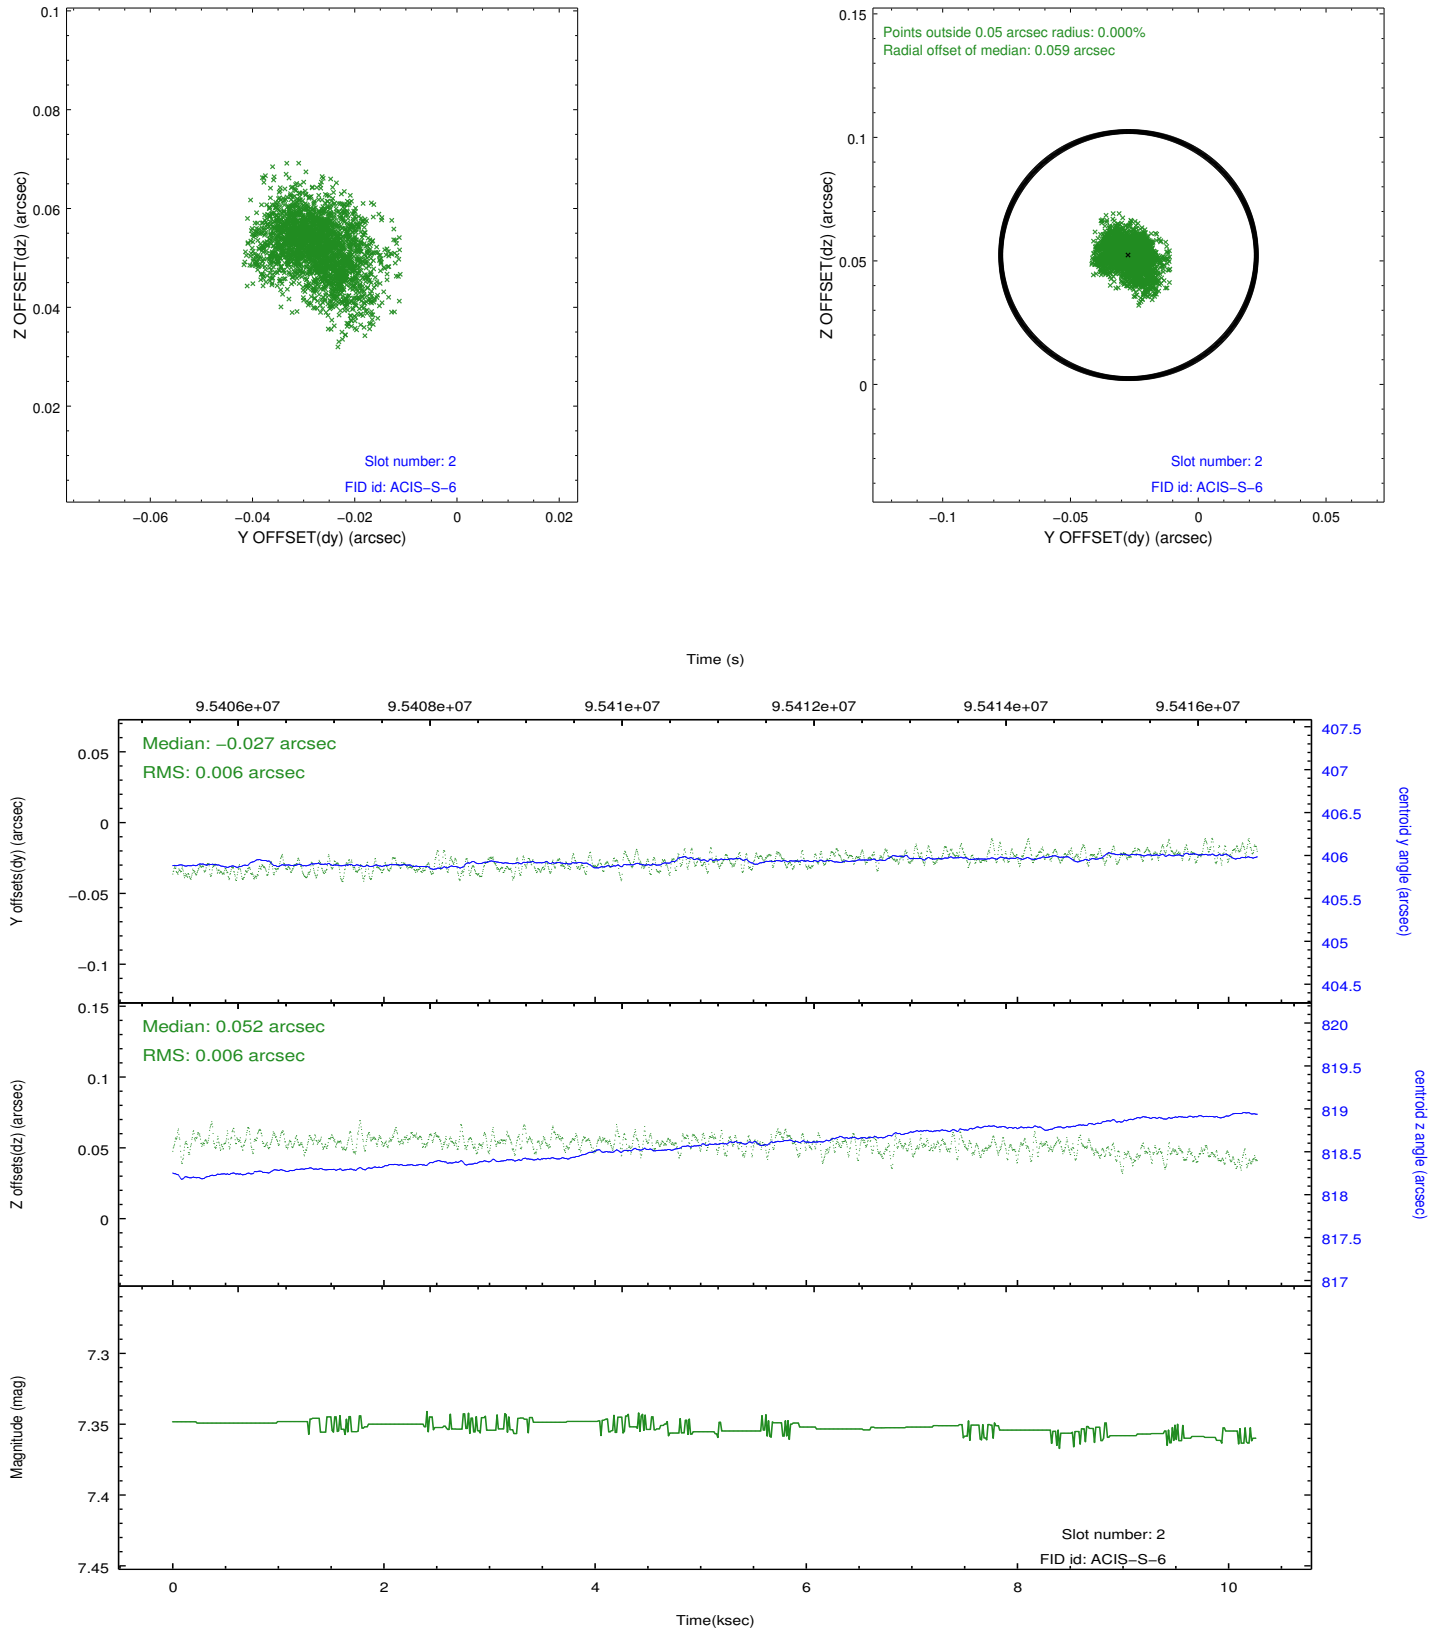 0.1
0.08
0.06
0.04
0.02
Z OFFSET(dz) (arcsec)
Slot number: 2
FID id: ACIS−S−6
−0.06 −0.04 −0.02 0 0.02
Y OFFSET(dy) (arcsec)
0.15
0.1
0.05
0
Z OFFSET(dz) (arcsec)
Points outside 0.05 arcsec radius: 0.000%
Radial offset of median: 0.059 arcsec
Slot number: 2
FID id: ACIS−S−6
−0.1 −0.05 0 0.05
Y OFFSET(dy) (arcsec)
Time (s)
9.5406e+07 9.5408e+07 9.541e+07 9.5412e+07 9.5414e+07 9.5416e+07
Median: −0.027 arcsec
RMS: 0.006 arcsec
0.05
0
−0.05
−0.1
Y offsets(dy) (arcsec)
407.5
407
406.5
406
405.5
405
404.5
centroid y angle (arcsec)
Median: 0.052 arcsec
RMS: 0.006 arcsec
0.15
0.1
0.05
0
Z offsets(dz) (arcsec)
820
819.5
819
818.5
818
817.5
817
centroid z angle (arcsec)
7.3
7.35
7.4
7.45
Magnitude (mag)
Slot number: 2
FID id: ACIS−S−6
0 2 4 6 8 10
Time(ksec)